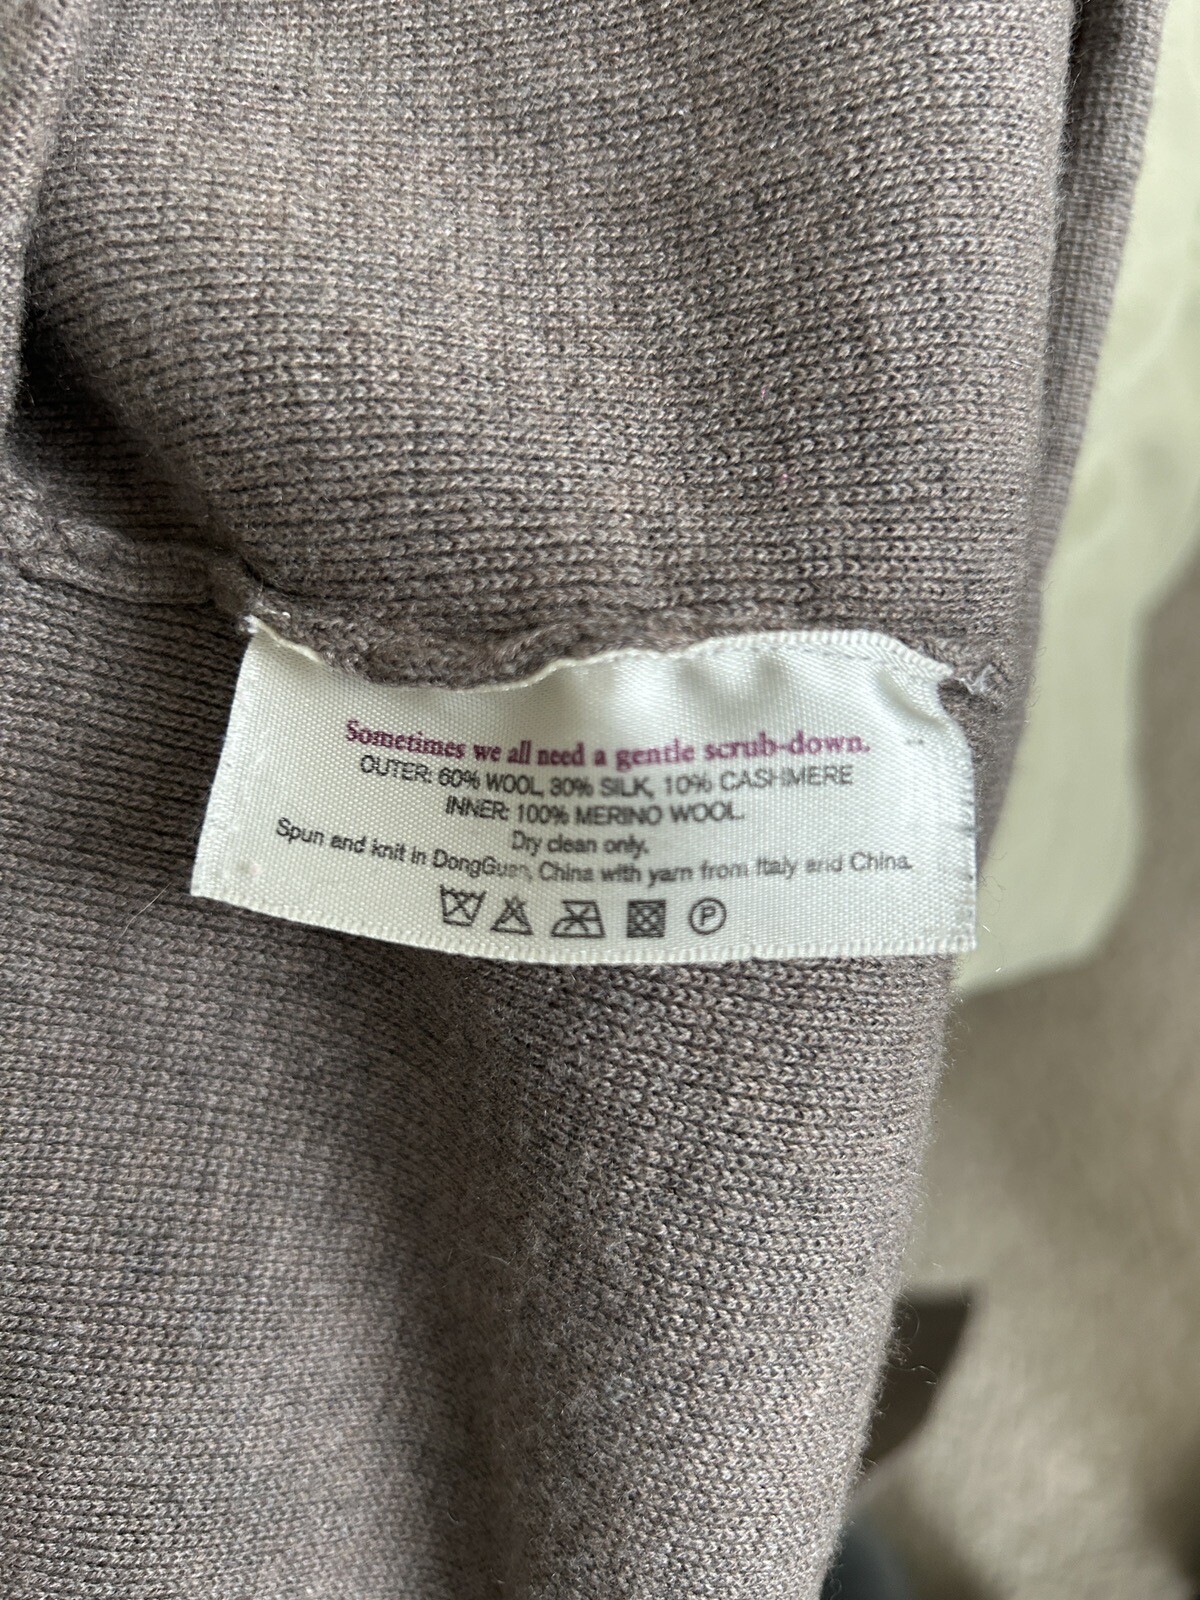 Sometimes we all need a gentle scrub-down.
OUTER: 60% WOOL, 30% SILK, 10% CASHMERE
INNER: 100% MERINO WOOL.
Dry clean only.
Spun and knit in DongGuan, China with yarn from Italy and China.
P